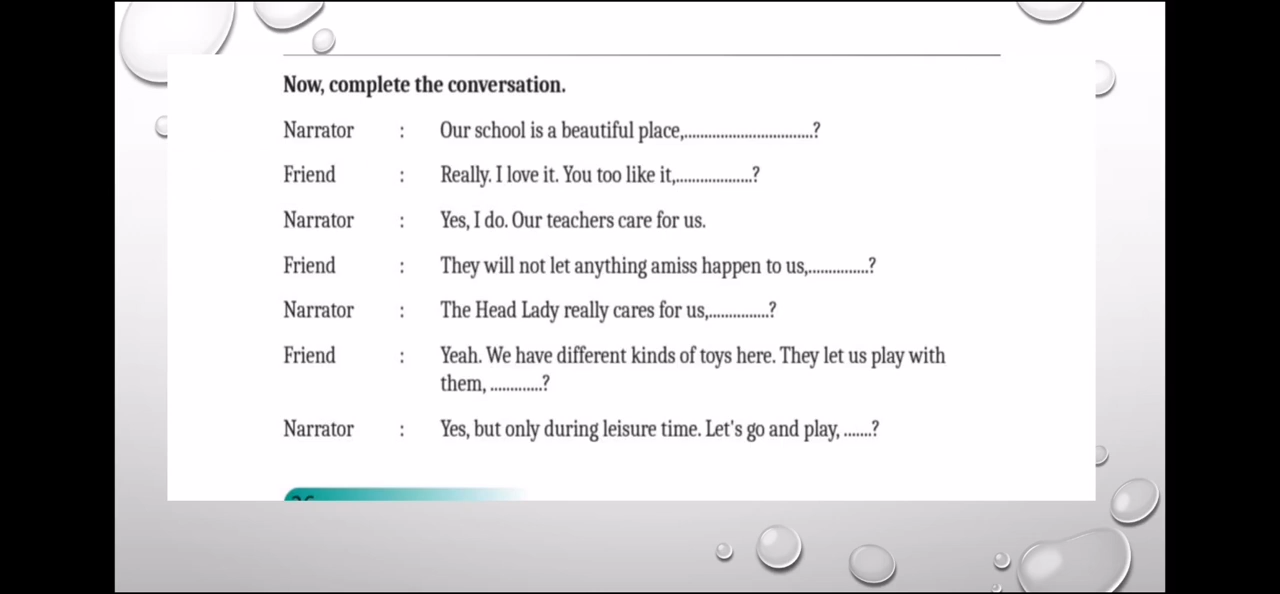 Now, complete the conversation.
Narrator : Our school is a beautiful place,................................?
Friend : Really. I love it. You too like it,...................?
Narrator : Yes, I do. Our teachers care for us.
Friend : They will not let anything amiss happen to us,...............?
Narrator : The Head Lady really cares for us,...............?
Friend : Yeah. We have different kinds of toys here. They let us play with
them, .............?
Narrator : Yes, but only during leisure time. Let's go and play, .......?